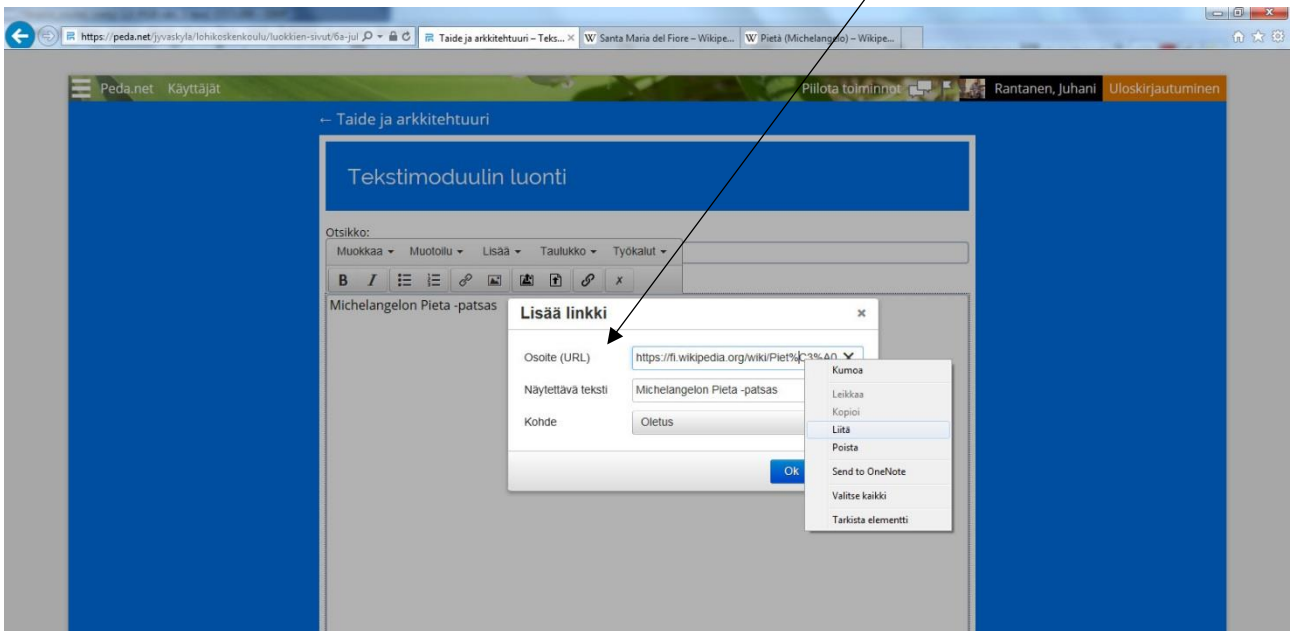 https://peda.net/jyvaskyla/lohikoskenkoulu/luokkien-sivut/6a-jul
Taide ja arkkitehtuuri – Teks...
Santa Maria del Fiore – Wikipe...
Pietà (Michelangelo) – Wikipe...
Peda.net Käyttäjät Piilota toiminnot Rantanen, Juhani Uloskirjautuminen
← Taide ja arkkitehtuuri
Tekstimoduulin luonti
Otsikko:
Muokkaa Muotoilu Lisää Taulukko Työkalut
B I
Michelangelon Pieta -patsas
Lisää linkki
Osoite (URL) https://fi.wikipedia.org/wiki/Piet%C3%A0
Näytettävä teksti Michelangelon Pieta -patsas
Kohde Oletus
Ok
Kumoa
Leikkaa
Kopioi
Liitä
Poista
Send to OneNote
Valitse kaikki
Tarkista elementti